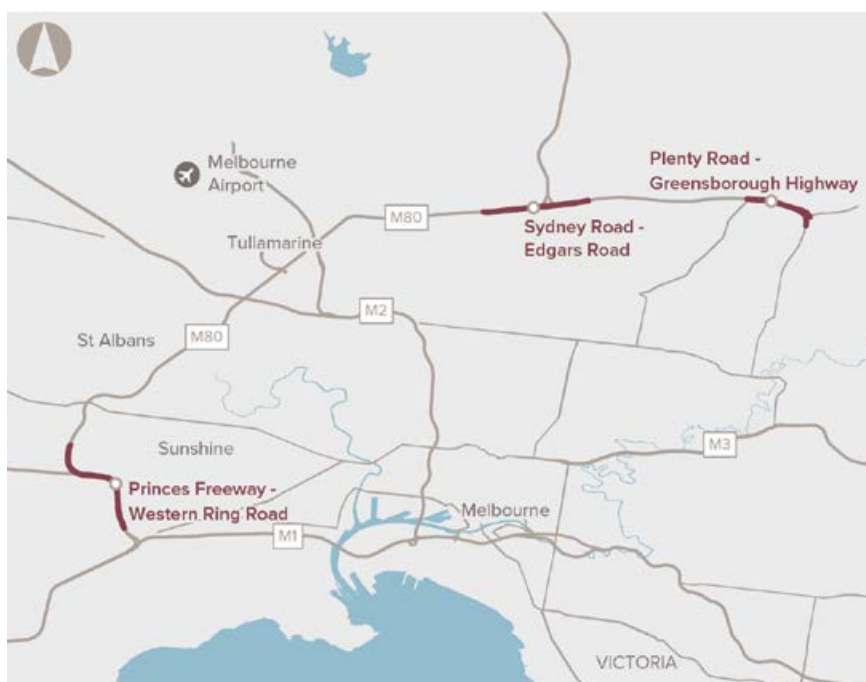 Melbourne
Airport
Plenty Road -
Greensborough Highway
M80
Sydney Road -
Edgars Road
Tullamarine
M2
M80
St Albans
Sunshine
M3
Princes Freeway -
Western Ring Road
Melbourne
M1
VICTORIA